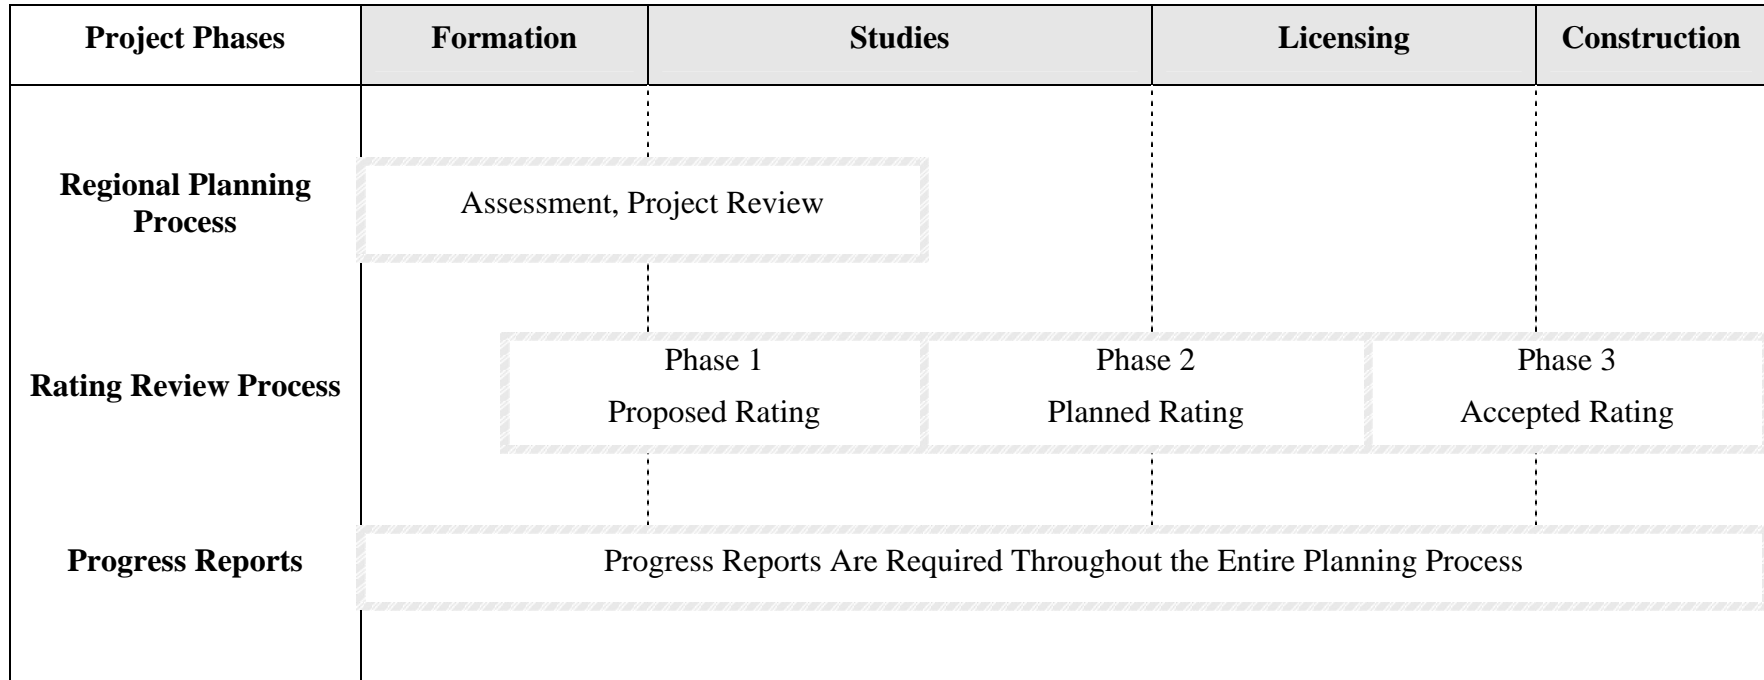 Project Phases
Formation
Studies
Licensing
Construction
Regional Planning
Process
Assessment, Project Review
Rating Review Process
Phase 1
Proposed Rating
Phase 2
Planned Rating
Phase 3
Accepted Rating
Progress Reports
Progress Reports Are Required Throughout the Entire Planning Process